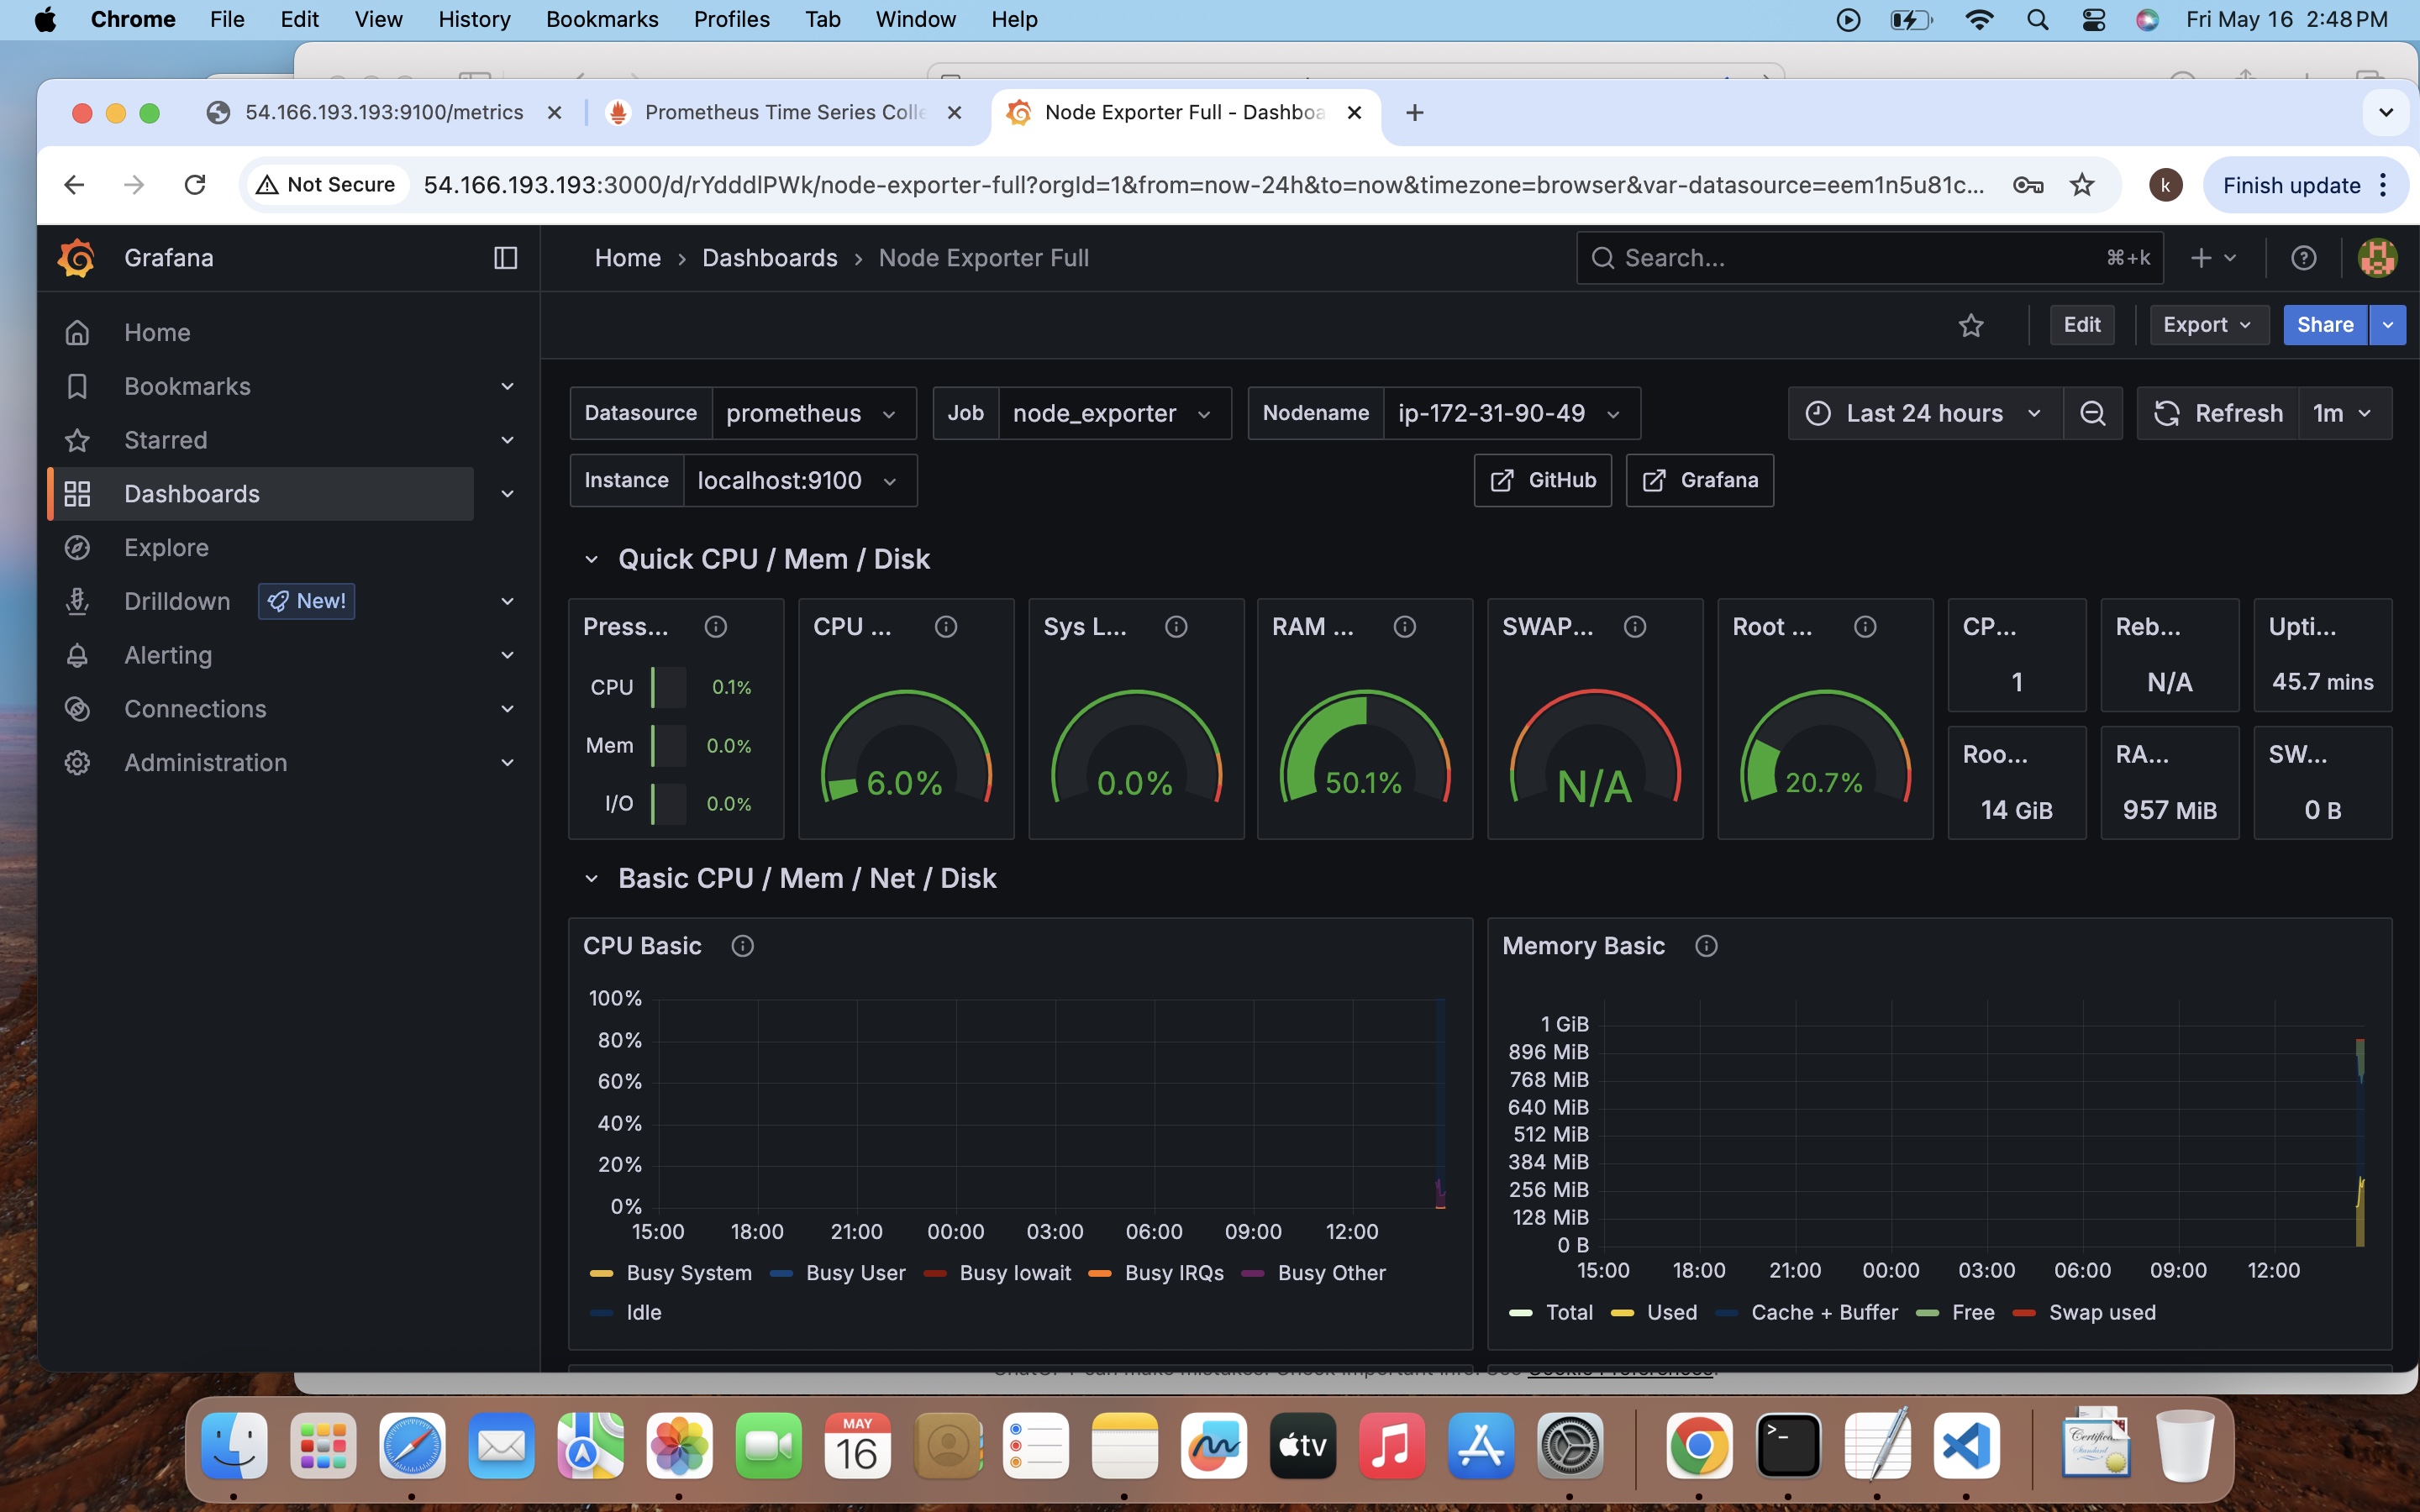 Chrome File Edit View History Bookmarks Profiles Tab Window Help Fri May 16 2:48 PM
54.166.193.193:9100/metrics Prometheus Time Series Colle Node Exporter Full - Dashboa
Not Secure 54.166.193.193:3000/d/rYdddlPWk/node-exporter-full?orgId=1&from=now-24h&to=now&timezone=browser&var-datasource=eem1n5u81c... k Finish update
Grafana Home › Dashboards › Node Exporter Full Search... ⌘+k
Edit Export Share
Home
Bookmarks
Starred
Dashboards
Explore
Drilldown New!
Alerting
Connections
Administration
Datasource prometheus Job node_exporter Nodename ip-172-31-90-49 Last 24 hours Refresh 1m
Instance localhost:9100 GitHub Grafana
Quick CPU / Mem / Disk
Press... CPU ... Sys L... RAM ... SWAP... Root ... CP... Reb... Upti...
CPU 0.1%
Mem 0.0%
I/O 0.0%
6.0% 0.0% 50.1% N/A 20.7%
1 N/A 45.7 mins
Roo... RA... SW...
14 GiB 957 MiB 0 B
Basic CPU / Mem / Net / Disk
CPU Basic
100%
80%
60%
40%
20%
0%
15:00 18:00 21:00 00:00 03:00 06:00 09:00 12:00
Busy System Busy User Busy Iowait Busy IRQs Busy Other
Idle
Memory Basic
1 GiB
896 MiB
768 MiB
640 MiB
512 MiB
384 MiB
256 MiB
128 MiB
0 B
15:00 18:00 21:00 00:00 03:00 06:00 09:00 12:00
Total Used Cache + Buffer Free Swap used
MAY
16
tv